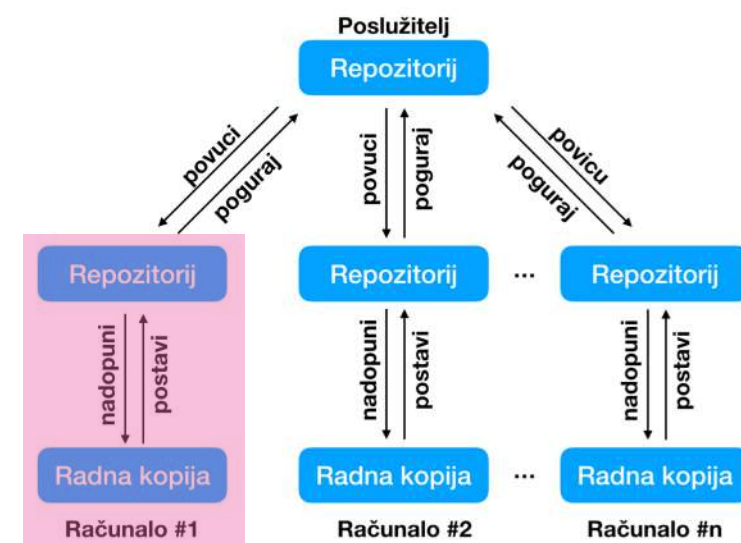 Poslužitelj
Repozitorij
povuci
poguraj
povuci
poguraj
povicu
poguraj
Repozitorij
Repozitorij
...
Repozitorij
nadopuni
postavi
nadopuni
postavi
nadopuni
postavi
Radna kopija
Radna kopija
...
Radna kopija
Računalo #1
Računalo #2
Računalo #n